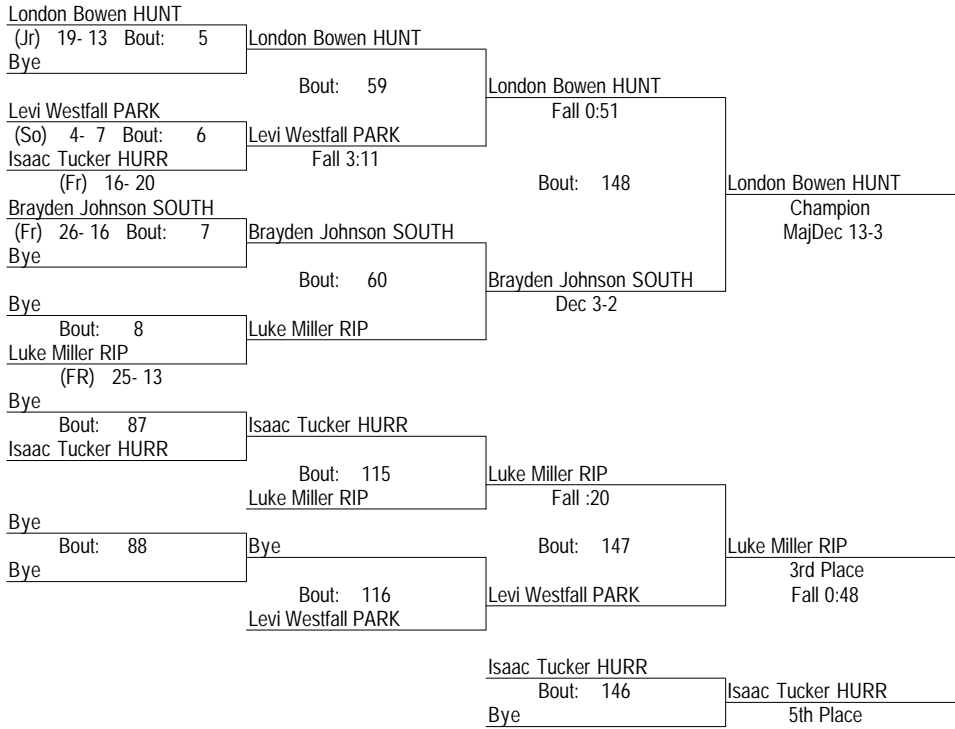 London Bowen HUNT
(Jr) 19- 13 Bout: 5 London Bowen HUNT
Bye
Bout: 59 London Bowen HUNT
Levi Westfall PARK Fall 0:51
(So) 4- 7 Bout: 6 Levi Westfall PARK
Isaac Tucker HURR Fall 3:11
(Fr) 16- 20 Bout: 148 London Bowen HUNT
Brayden Johnson SOUTH Champion
(Fr) 26- 16 Bout: 7 Brayden Johnson SOUTH MajDec 13-3
Bye
Bout: 60 Brayden Johnson SOUTH
Bye Dec 3-2
Bout: 8 Luke Miller RIP
Luke Miller RIP
(FR) 25- 13
Bye
Bout: 87 Isaac Tucker HURR
Isaac Tucker HURR
Bout: 115 Luke Miller RIP
Luke Miller RIP Fall :20
Bye
Bout: 88 Bye Bout: 147 Luke Miller RIP
Bye 3rd Place
Bout: 116 Levi Westfall PARK Fall 0:48
Levi Westfall PARK
Isaac Tucker HURR
Bout: 146 Isaac Tucker HURR
Bye 5th Place